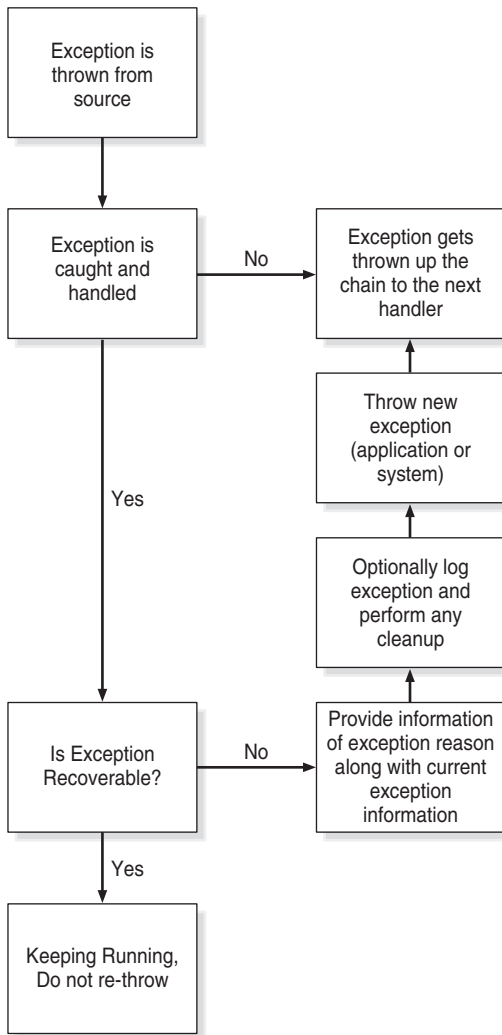 Exception is
thrown from
source
Exception is
caught and
handled
No
Exception gets
thrown up the
chain to the next
handler
Throw new
exception
(application or
system)
Yes
Optionally log
exception and
perform any
cleanup
Is Exception
Recoverable?
No
Provide information
of exception reason
along with current
exception
information
Yes
Keeping Running,
Do not re-throw